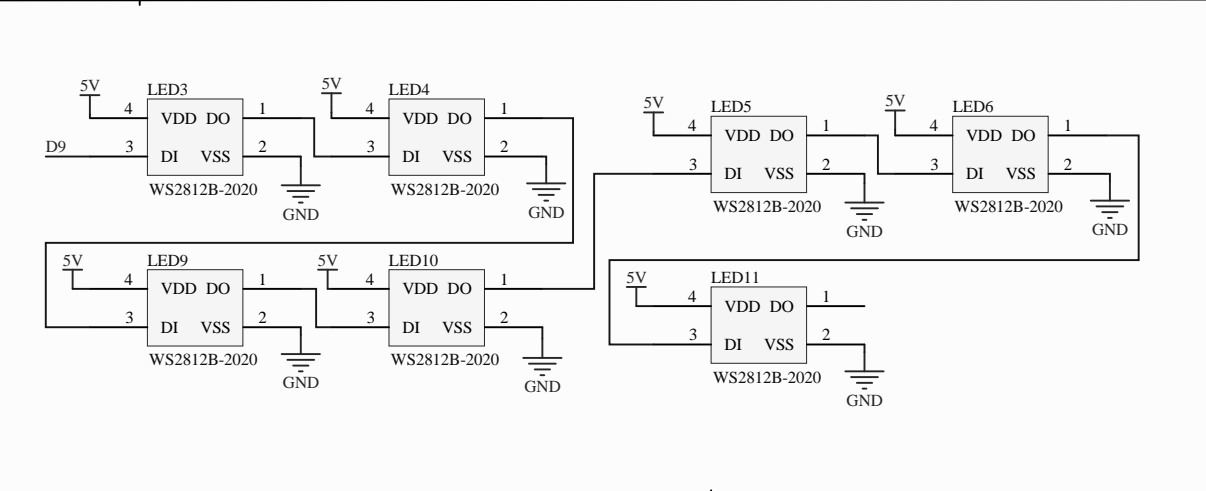 5V
LED3
4 VDD DO 1
D9
3 DI VSS 2
WS2812B-2020
GND
5V
LED4
4 VDD DO 1
3 DI VSS 2
WS2812B-2020
GND
5V
LED9
4 VDD DO 1
3 DI VSS 2
WS2812B-2020
GND
5V
LED10
4 VDD DO 1
3 DI VSS 2
WS2812B-2020
GND
5V
LED5
4 VDD DO 1
3 DI VSS 2
WS2812B-2020
GND
5V
LED6
4 VDD DO 1
3 DI VSS 2
WS2812B-2020
GND
5V
LED11
4 VDD DO 1
3 DI VSS 2
WS2812B-2020
GND